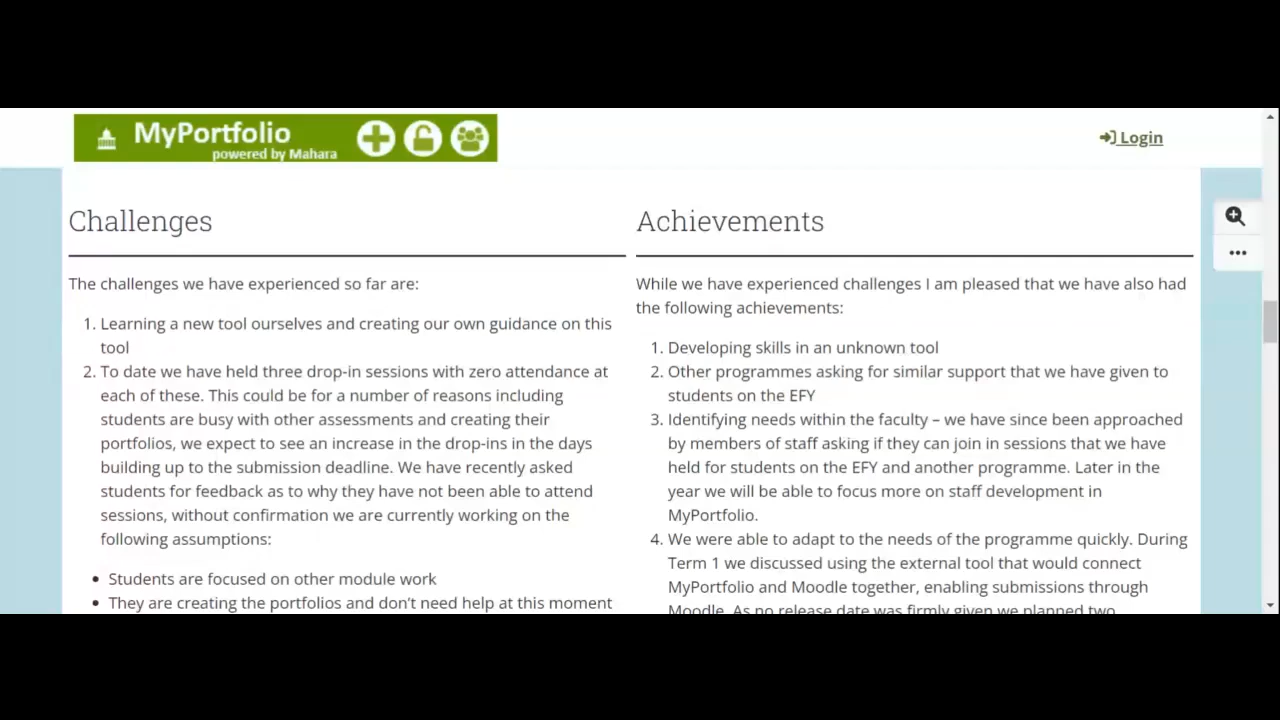 MyPortfolio
powered by Mahara
Login
Challenges
The challenges we have experienced so far are:
1. Learning a new tool ourselves and creating our own guidance on this
tool
2. To date we have held three drop-in sessions with zero attendance at
each of these. This could be for a number of reasons including
students are busy with other assessments and creating their
portfolios, we expect to see an increase in the drop-ins in the days
building up to the submission deadline. We have recently asked
students for feedback as to why they have not been able to attend
sessions, without confirmation we are currently working on the
following assumptions:
• Students are focused on other module work
• They are creating the portfolios and don't need help at this moment
Achievements
While we have experienced challenges I am pleased that we have also had
the following achievements:
1. Developing skills in an unknown tool
2. Other programmes asking for similar support that we have given to
students on the EFY
3. Identifying needs within the faculty – we have since been approached
by members of staff asking if they can join in sessions that we have
held for students on the EFY and another programme. Later in the
year we will be able to focus more on staff development in
MyPortfolio.
4. We were able to adapt to the needs of the programme quickly. During
Term 1 we discussed using the external tool that would connect
MyPortfolio and Moodle together, enabling submissions through
Moodle. As no release date was firmly given we planned two